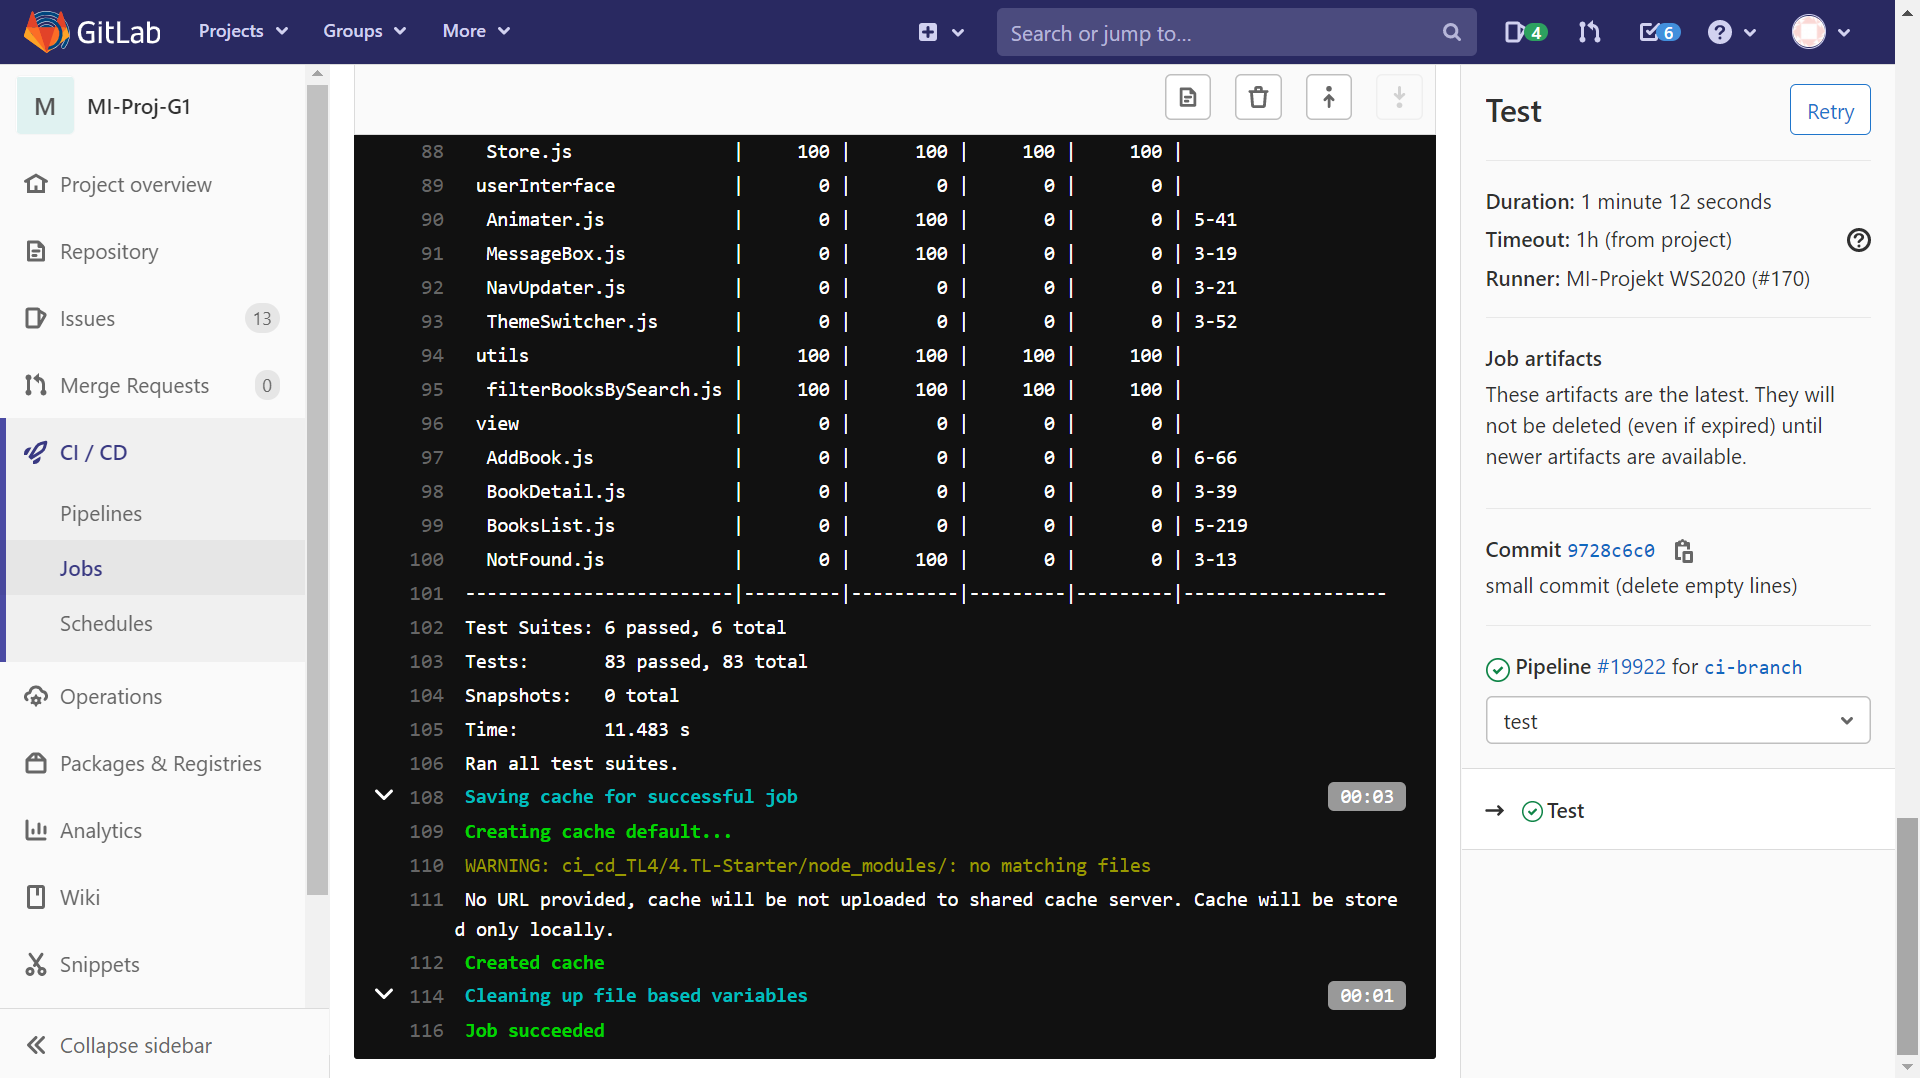 GitLab
Projects
Groups
More
Search or jump to...
4
6
M
MI-Proj-G1
Project overview
Repository
Issues
13
Merge Requests
0
CI / CD
Pipelines
Jobs
Schedules
Operations
Packages & Registries
Analytics
Wiki
Snippets
Collapse sidebar
88 Store.js | 100 | 100 | 100 | 100 |
89 userInterface | 0 | 0 | 0 | 0 |
90 Animater.js | 0 | 100 | 0 | 0 | 5-41
91 MessageBox.js | 0 | 100 | 0 | 0 | 3-19
92 NavUpdater.js | 0 | 0 | 0 | 0 | 3-21
93 ThemeSwitcher.js | 0 | 0 | 0 | 0 | 3-52
94 utils | 100 | 100 | 100 | 100 |
95 filterBooksBySearch.js | 100 | 100 | 100 | 100 |
96 view | 0 | 0 | 0 | 0 |
97 AddBook.js | 0 | 0 | 0 | 0 | 6-66
98 BookDetail.js | 0 | 0 | 0 | 0 | 3-39
99 BooksList.js | 0 | 0 | 0 | 0 | 5-219
100 NotFound.js | 0 | 100 | 0 | 0 | 3-13
101 -------------------------|---------|----------|---------|---------|-------------------
102 Test Suites: 6 passed, 6 total
103 Tests: 83 passed, 83 total
104 Snapshots: 0 total
105 Time: 11.483 s
106 Ran all test suites.
108 Saving cache for successful job 00:03
109 Creating cache default...
110 WARNING: ci_cd_TL4/4.TL-Starter/node_modules/: no matching files
111 No URL provided, cache will be not uploaded to shared cache server. Cache will be store
d only locally.
112 Created cache
114 Cleaning up file based variables 00:01
116 Job succeeded
Test
Retry
Duration: 1 minute 12 seconds
Timeout: 1h (from project)
Runner: MI-Projekt WS2020 (#170)
Job artifacts
These artifacts are the latest. They will
not be deleted (even if expired) until
newer artifacts are available.
Commit 9728c6c0
small commit (delete empty lines)
Pipeline #19922 for ci-branch
test
Test